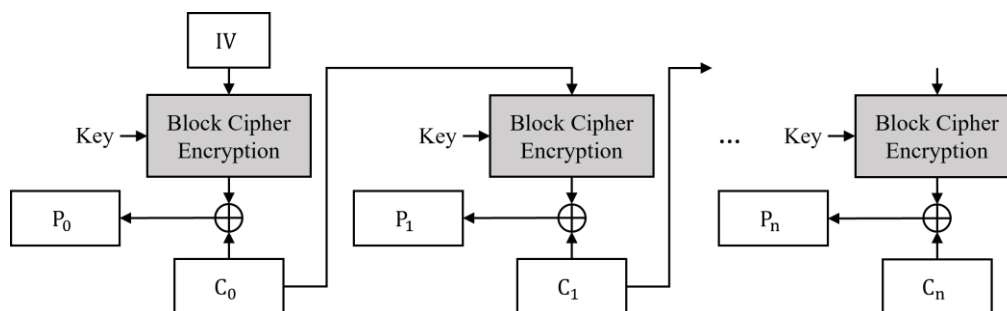 IV
Key
Block Cipher
Encryption
Key
Block Cipher
Encryption
...
Key
Block Cipher
Encryption
P₀
P₁
Pₙ
C₀
C₁
Cₙ